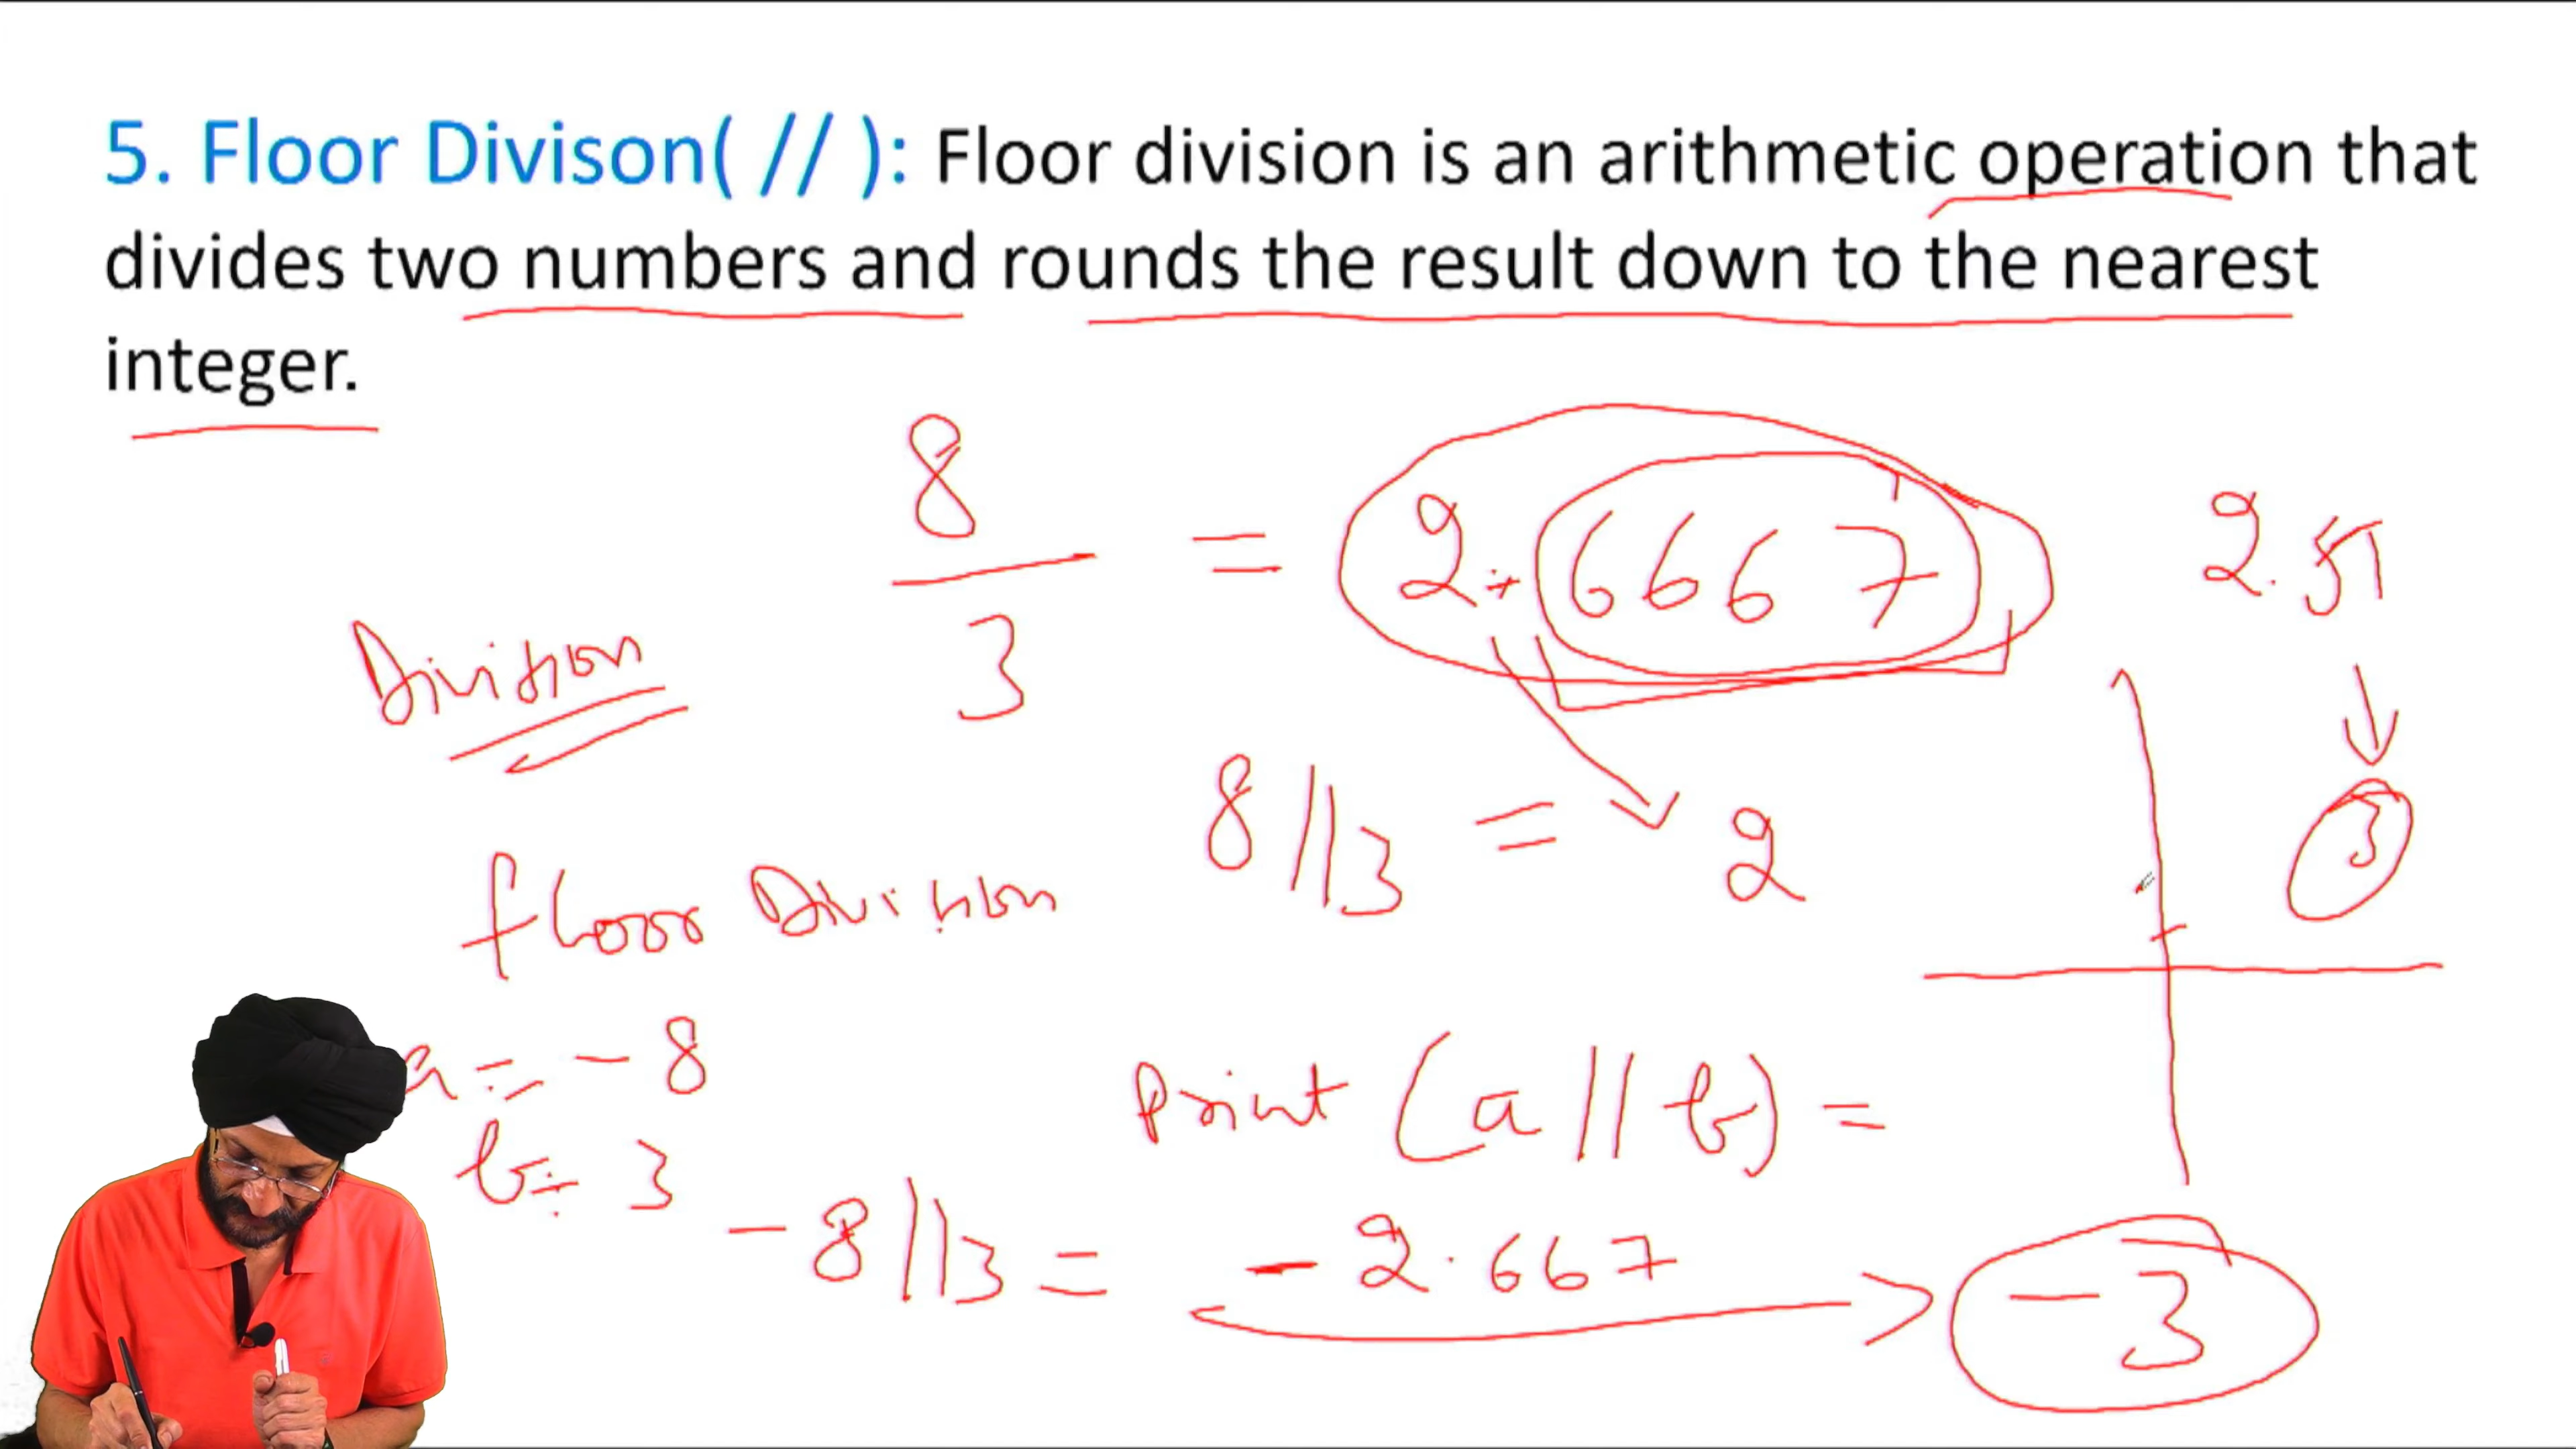 5. Floor Divison( // ): Floor division is an arithmetic operation that
divides two numbers and rounds the result down to the nearest
integer.
8
3
= 2.6667
2.51
Division
3
8//3 = 2
floor Division
a = -8
b = 3
Print (a // b) =
-8//3 = -2.667
-3